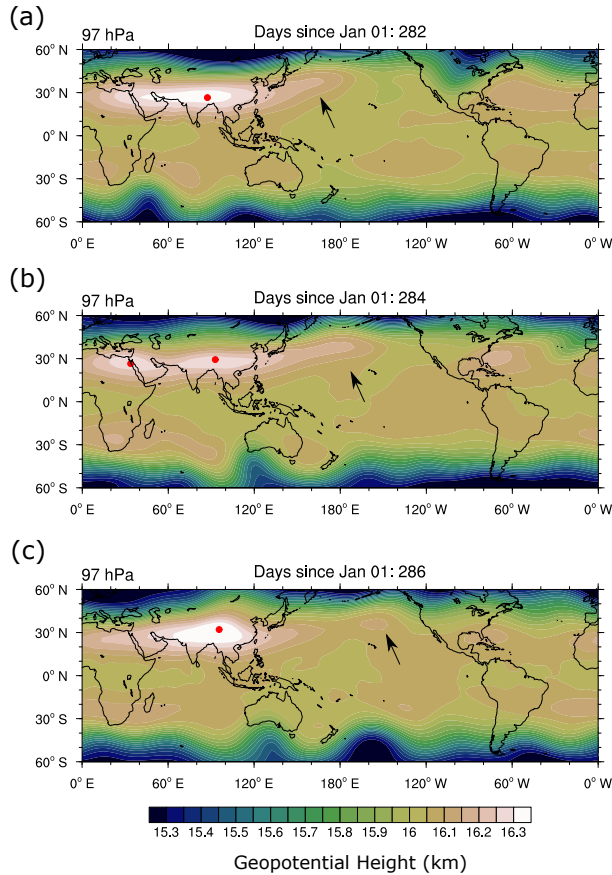 (a)
97 hPa Days since Jan 01: 282
60° N
30° N
0° N
30° S
60° S
0° E 60° E 120° E 180° E 120° W 60° W 0° W
(b)
97 hPa Days since Jan 01: 284
60° N
30° N
0° N
30° S
60° S
0° E 60° E 120° E 180° E 120° W 60° W 0° W
(c)
97 hPa Days since Jan 01: 286
60° N
30° N
0° N
30° S
60° S
0° E 60° E 120° E 180° E 120° W 60° W 0° W
15.3 15.4 15.5 15.6 15.7 15.8 15.9 16 16.1 16.2 16.3
Geopotential Height (km)